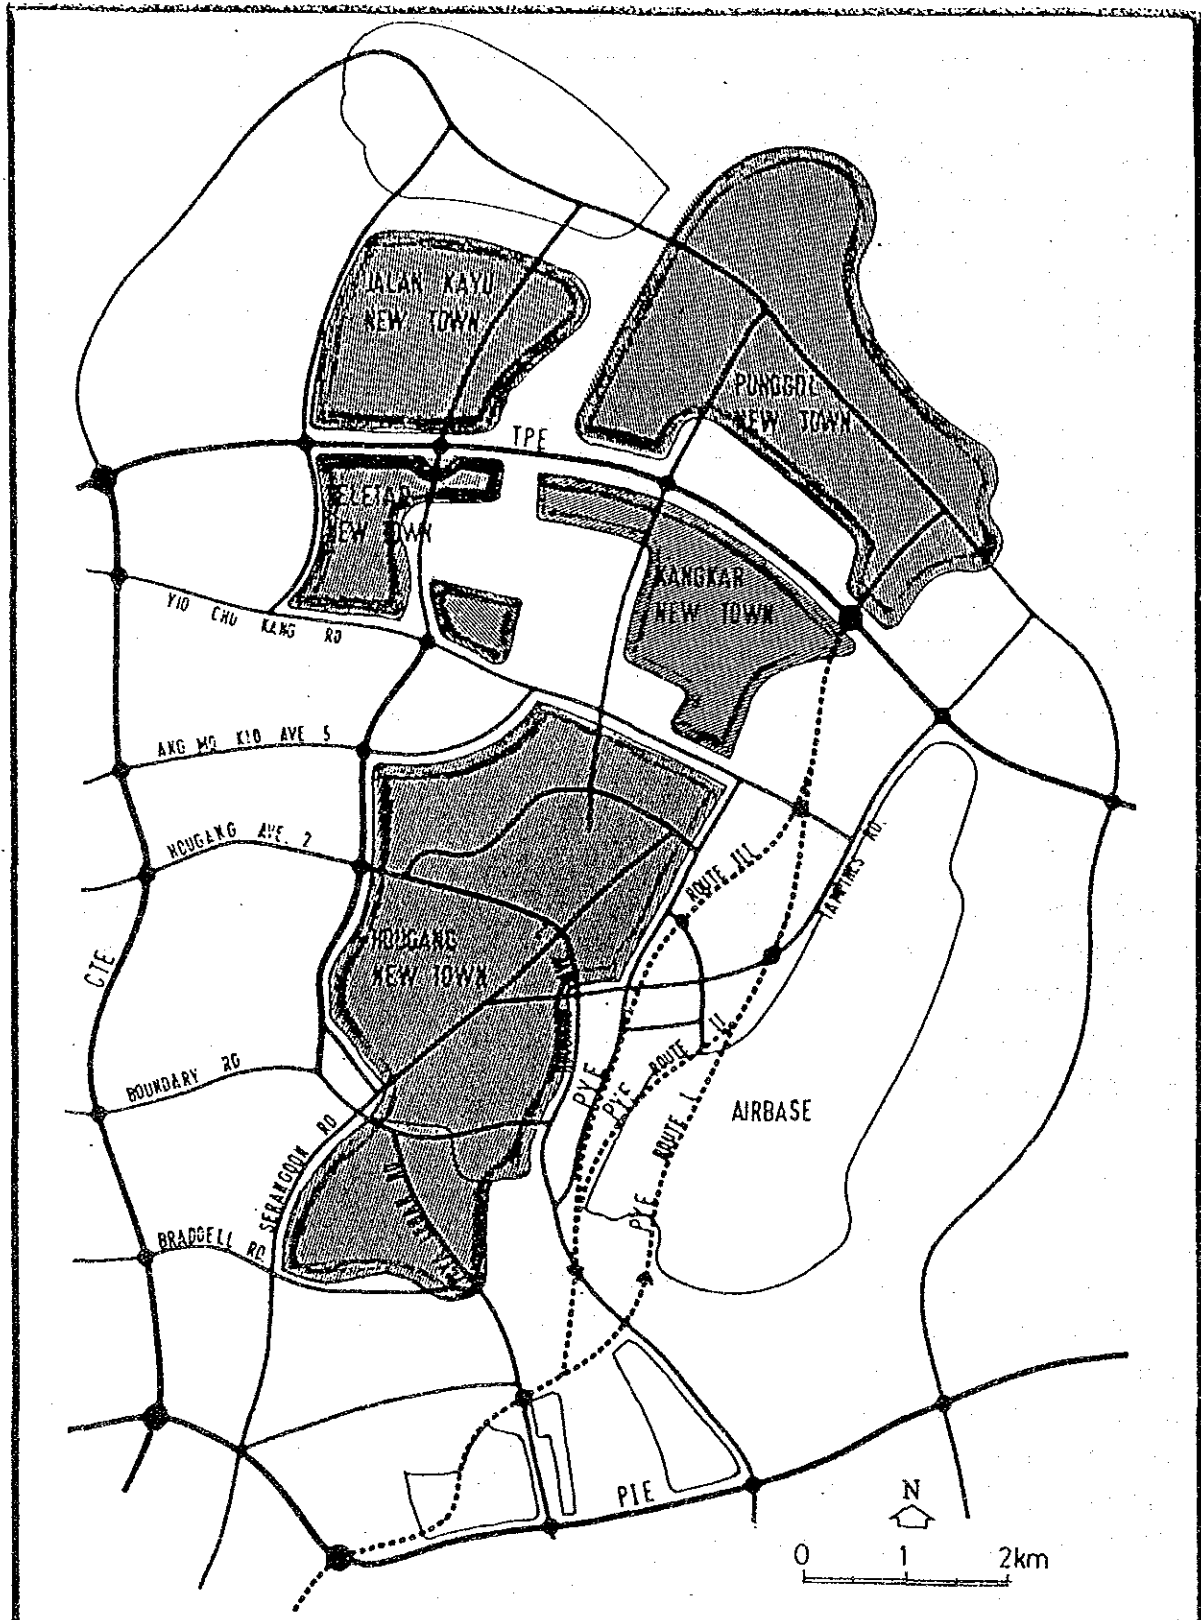 JALAN KAYU
NEW TOWN
PUNGGOL
NEW TOWN
TPE
ELETAR
NEW TOWN
KANGKAR
NEW TOWN
YIO CHU KANG RD
ANG MO KIO AVE 5
HOUGANG AVE. 2
ROUTE III
TAMPINES RD.
HOUGANG
NEW TOWN
CTE
PYE
PYE ROUTE II
BOUNDARY RD
AIRBASE
PYE ROUTE I
SERANGOON RD
BRADDELL RD.
PIE
N
0 1 2km